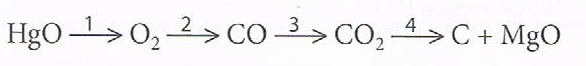 HgO —1→ O₂ —2→ CO —3→ CO₂ —4→ C + MgO